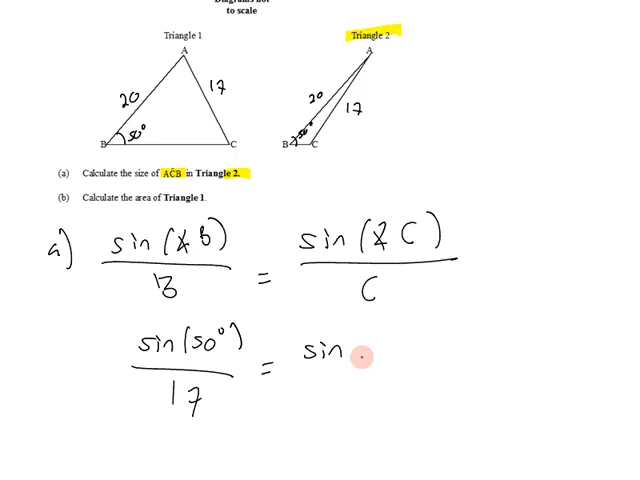 Diagrams not
to scale
Triangle 1
Triangle 2
A
A
20
17
20
17
50°
50°
B
C
B
C
(a) Calculate the size of AĈB in Triangle 2.
(b) Calculate the area of Triangle 1.
a) sin(∡ B) / B = sin(∡ C) / C
sin(50°) / 17 = sin